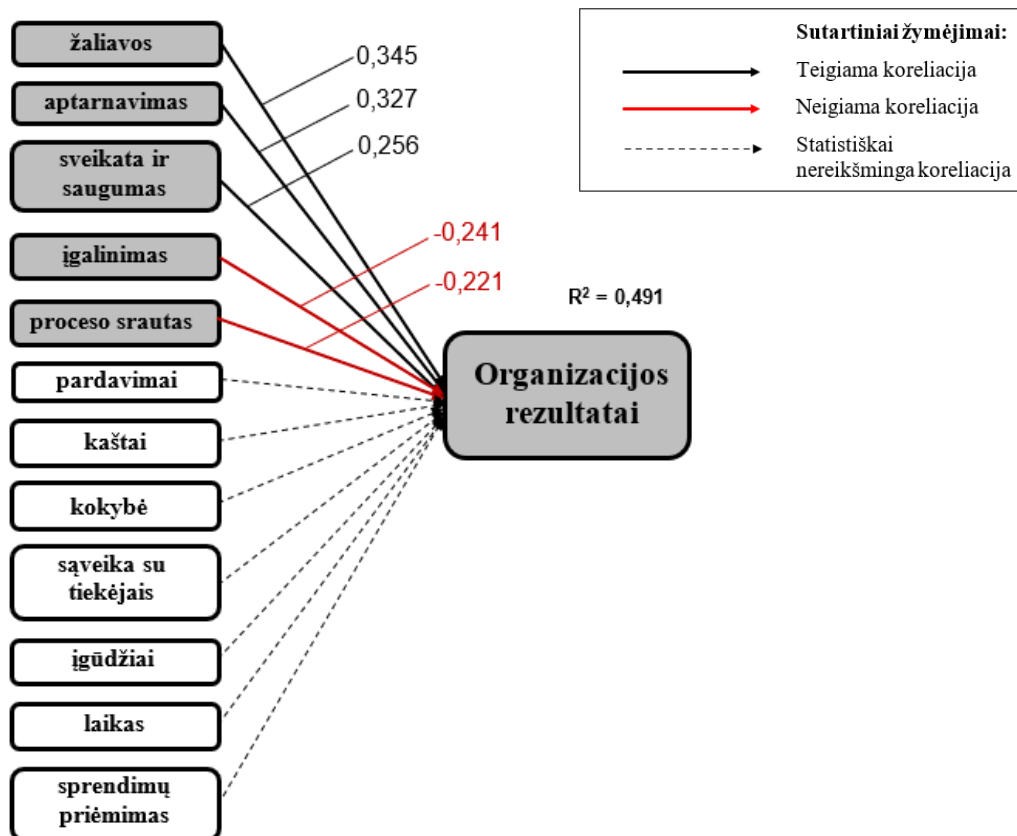 žaliavos
aptarnavimas
sveikata ir
saugumas
įgalinimas
proceso srautas
pardavimai
kaštai
kokybė
sąveika su
tiekėjais
įgūdžiai
laikas
sprendimų
priėmimas
0,345
0,327
0,256
-0,241
-0,221
R² = 0,491
Organizacijos
rezultatai
Sutartiniai žymėjimai:
Teigiama koreliacija
Neigiama koreliacija
Statistiškai
nereikšminga koreliacija